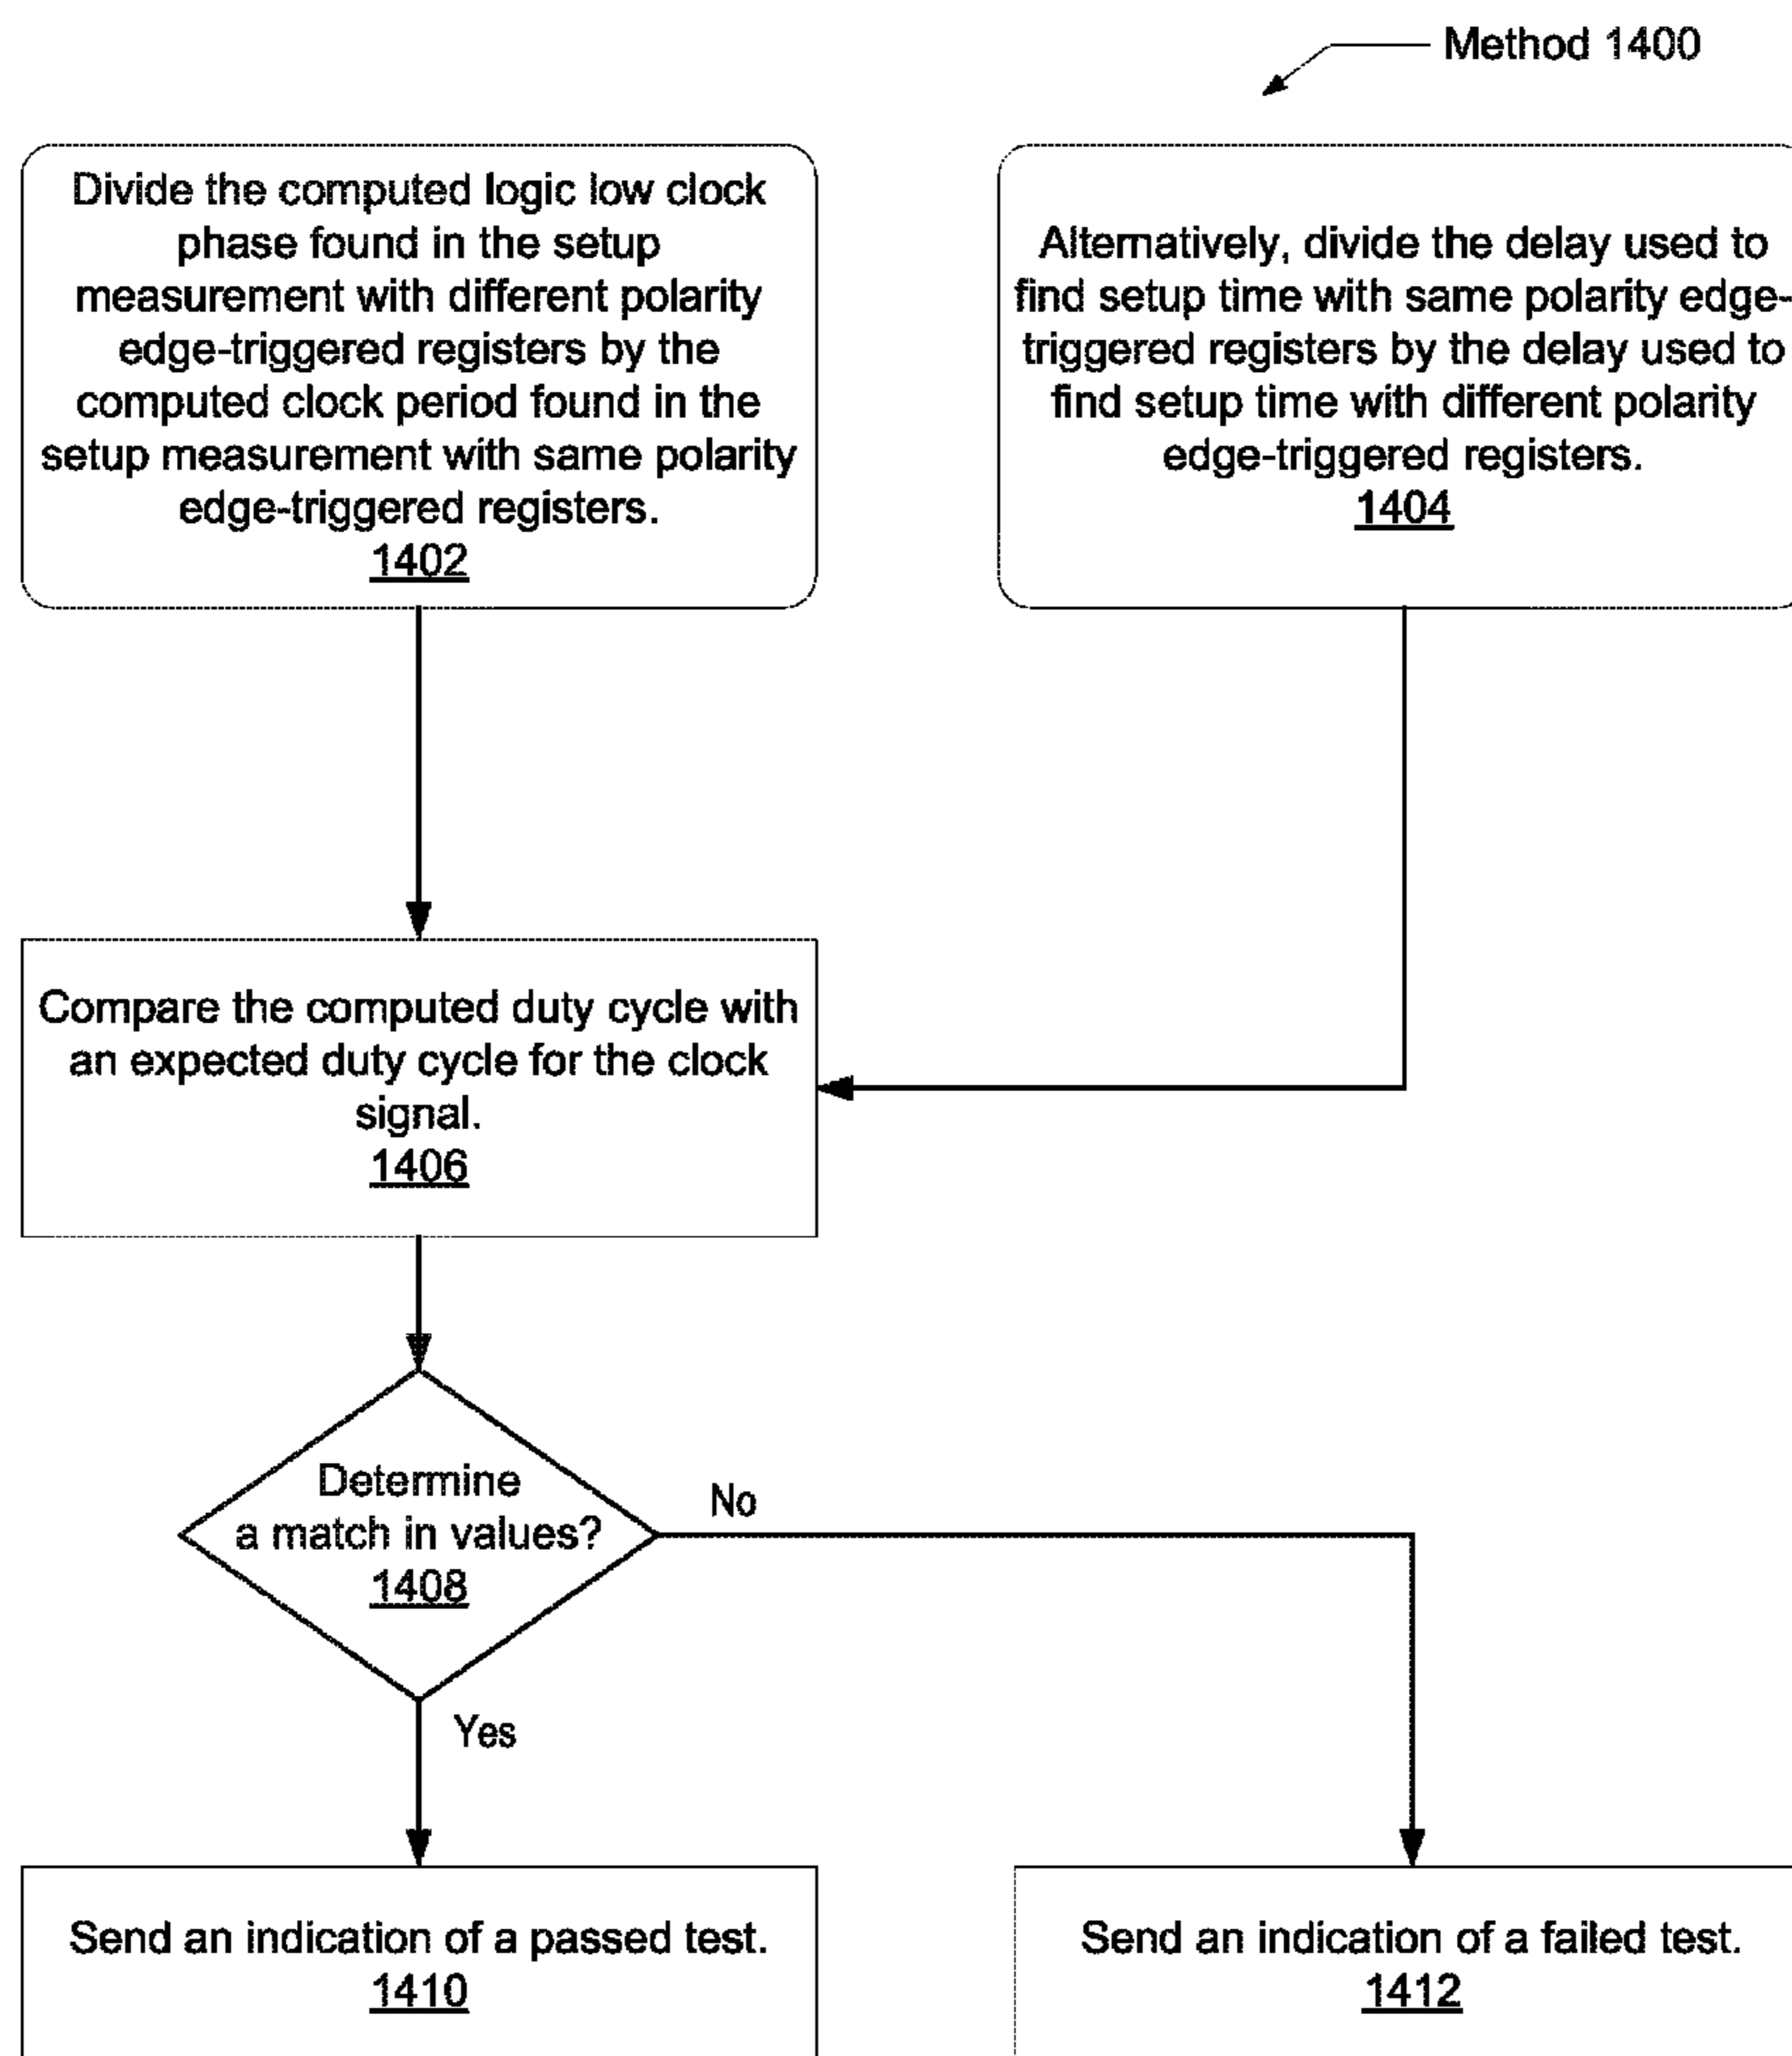 Method 1400
Divide the computed logic low clock
phase found in the setup
measurement with different polarity
edge-triggered registers by the
computed clock period found in the
setup measurement with same polarity
edge-triggered registers.
1402
Alternatively, divide the delay used to
find setup time with same polarity edge-
triggered registers by the delay used to
find setup time with different polarity
edge-triggered registers.
1404
Compare the computed duty cycle with
an expected duty cycle for the clock
signal.
1406
Determine
a match in values?
1408
No
Yes
Send an indication of a passed test.
1410
Send an indication of a failed test.
1412